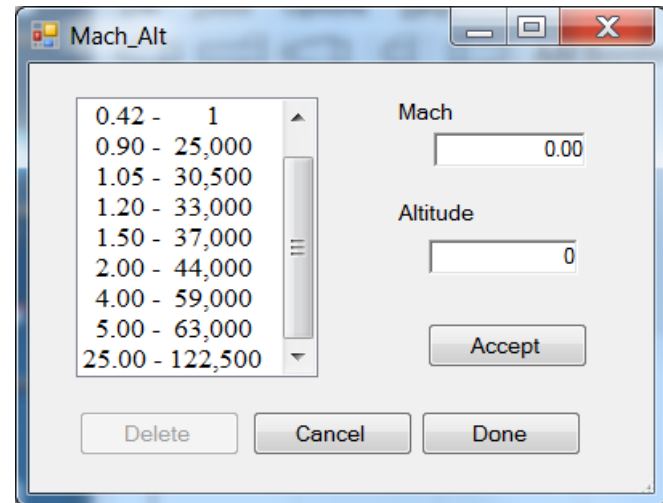 Mach_Alt
0.42 - 1
0.90 - 25,000
1.05 - 30,500
1.20 - 33,000
1.50 - 37,000
2.00 - 44,000
4.00 - 59,000
5.00 - 63,000
25.00 - 122,500
Mach
0.00
Altitude
0
Accept
Delete
Cancel
Done